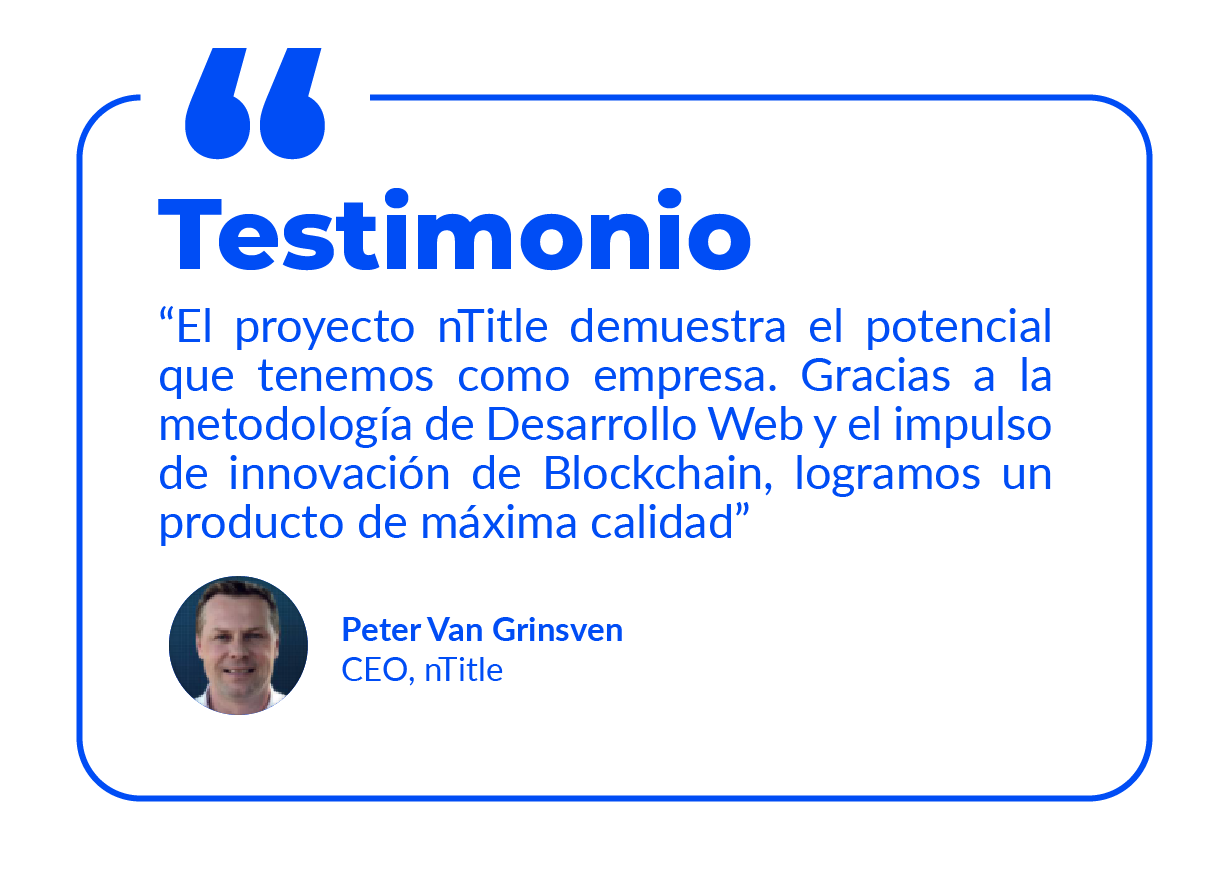 “
Testimonio
“El proyecto nTitle demuestra el potencial
que tenemos como empresa. Gracias a la
metodología de Desarrollo Web y el impulso
de innovación de Blockchain, logramos un
producto de máxima calidad”
Peter Van Grinsven
CEO, nTitle